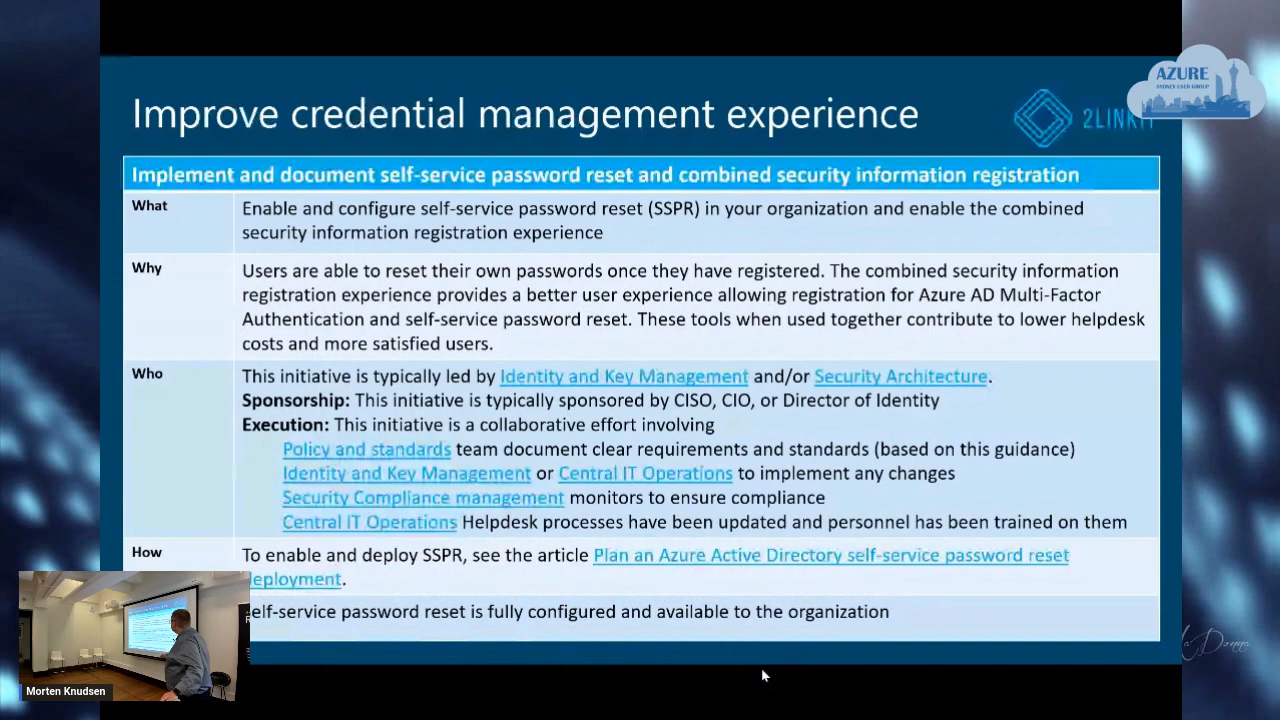 Improve credential management experience
2LINKIT
AZURE
SYDNEY USER GROUP
Implement and document self-service password reset and combined security information registration
What
Enable and configure self-service password reset (SSPR) in your organization and enable the combined
security information registration experience
Why
Users are able to reset their own passwords once they have registered. The combined security information
registration experience provides a better user experience allowing registration for Azure AD Multi-Factor
Authentication and self-service password reset. These tools when used together contribute to lower helpdesk
costs and more satisfied users.
Who
This initiative is typically led by Identity and Key Management and/or Security Architecture.
Sponsorship: This initiative is typically sponsored by CISO, CIO, or Director of Identity
Execution: This initiative is a collaborative effort involving
Policy and standards team document clear requirements and standards (based on this guidance)
Identity and Key Management or Central IT Operations to implement any changes
Security Compliance management monitors to ensure compliance
Central IT Operations Helpdesk processes have been updated and personnel has been trained on them
How
To enable and deploy SSPR, see the article Plan an Azure Active Directory self-service password reset
deployment.
elf-service password reset is fully configured and available to the organization
Morten Knudsen